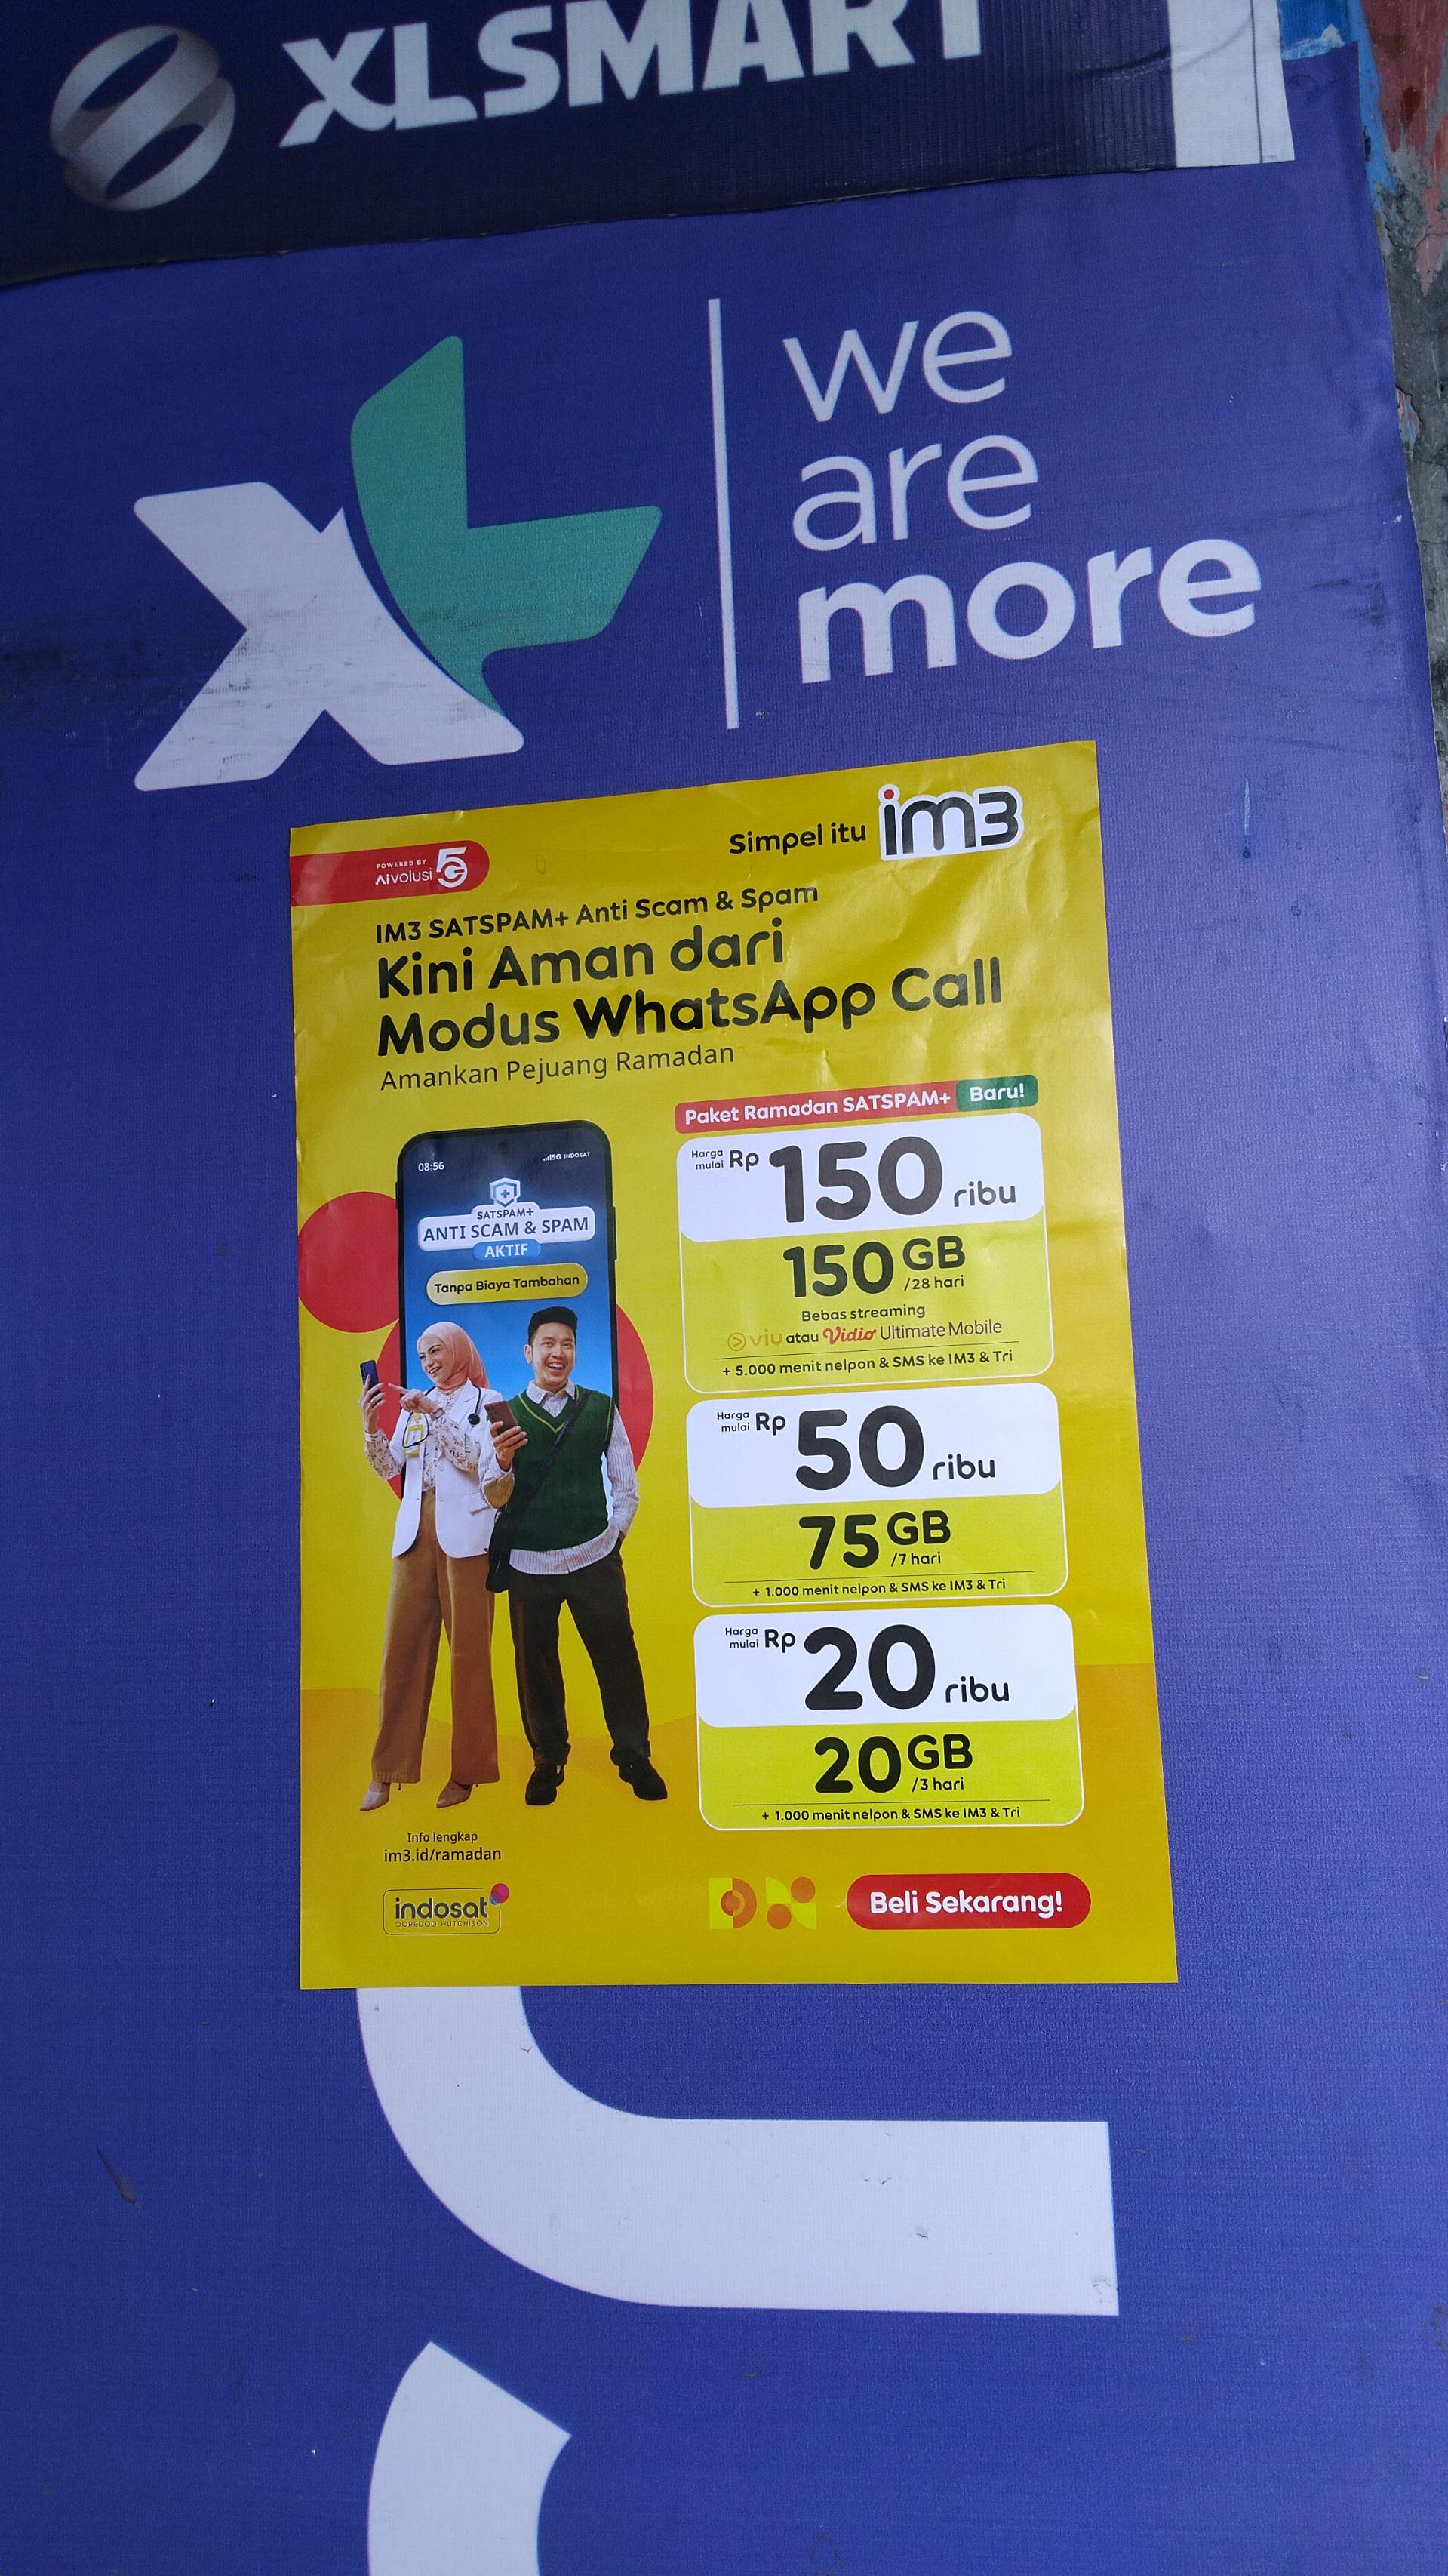 XLSMART
XL
we
are
more
Simpel itu im3
POWERED BY
AIvolusi5G
IM3 SATSPAM+ Anti Scam & Spam
Kini Aman dari
Modus WhatsApp Call
Amankan Pejuang Ramadan
Paket Ramadan SATSPAM+ Baru!
Harga mulai Rp 150 ribu
150 GB /28 hari
Bebas streaming
viu atau Vidio Ultimate Mobile
+ 5.000 menit nelpon & SMS ke IM3 & Tri
Harga mulai Rp 50 ribu
75 GB /7 hari
+ 1.000 menit nelpon & SMS ke IM3 & Tri
Harga mulai Rp 20 ribu
20 GB /3 hari
+ 1.000 menit nelpon & SMS ke IM3 & Tri
08:56
5G INDOSAT
SATSPAM+
ANTI SCAM & SPAM
AKTIF
Tanpa Biaya Tambahan
Info lengkap
im3.id/ramadan
indosat
OOREDOO HUTCHISON
Beli Sekarang!